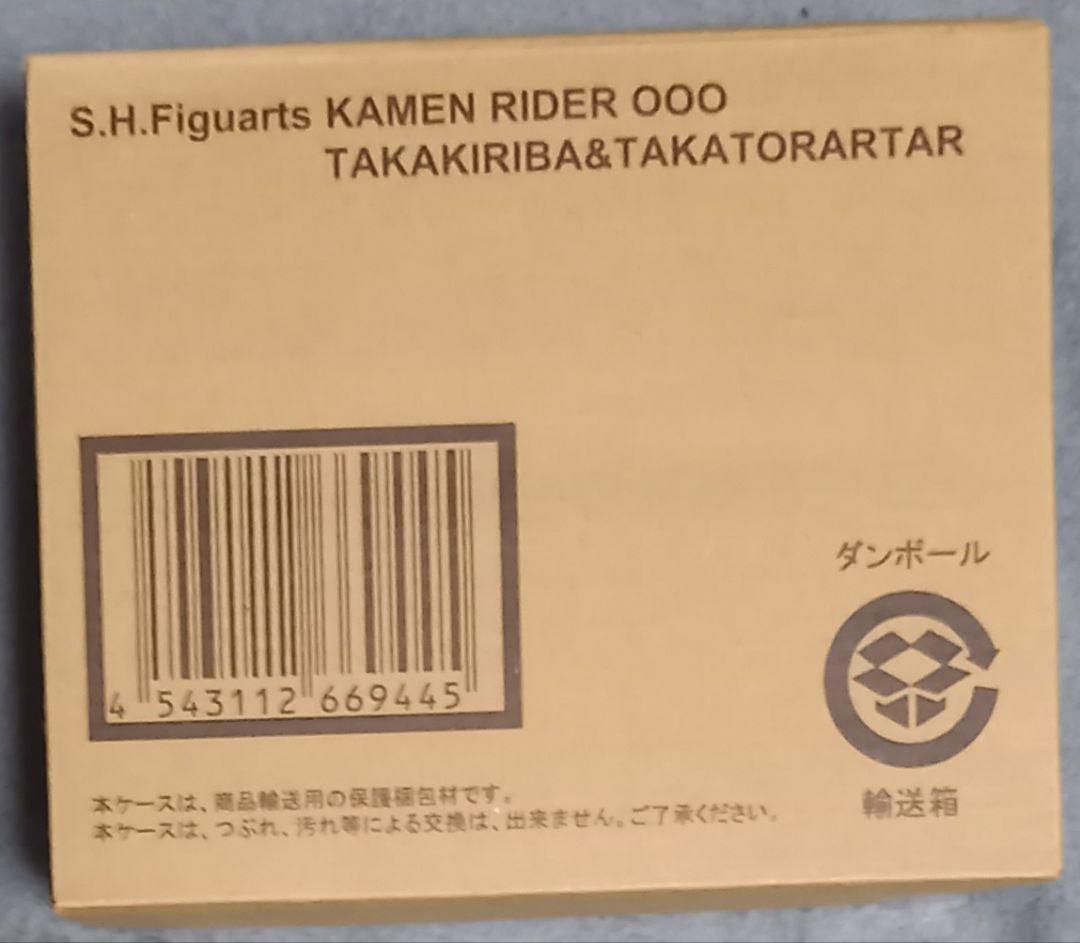 S.H.Figuarts KAMEN RIDER OOO
TAKAKIRIBA&TAKATORARTAR
4 543112 669445
ダンボール
輸送箱
本ケースは、商品輸送用の保護梱包材です。
本ケースは、つぶれ、汚れ等による交換は、出来ません。ご了承ください。